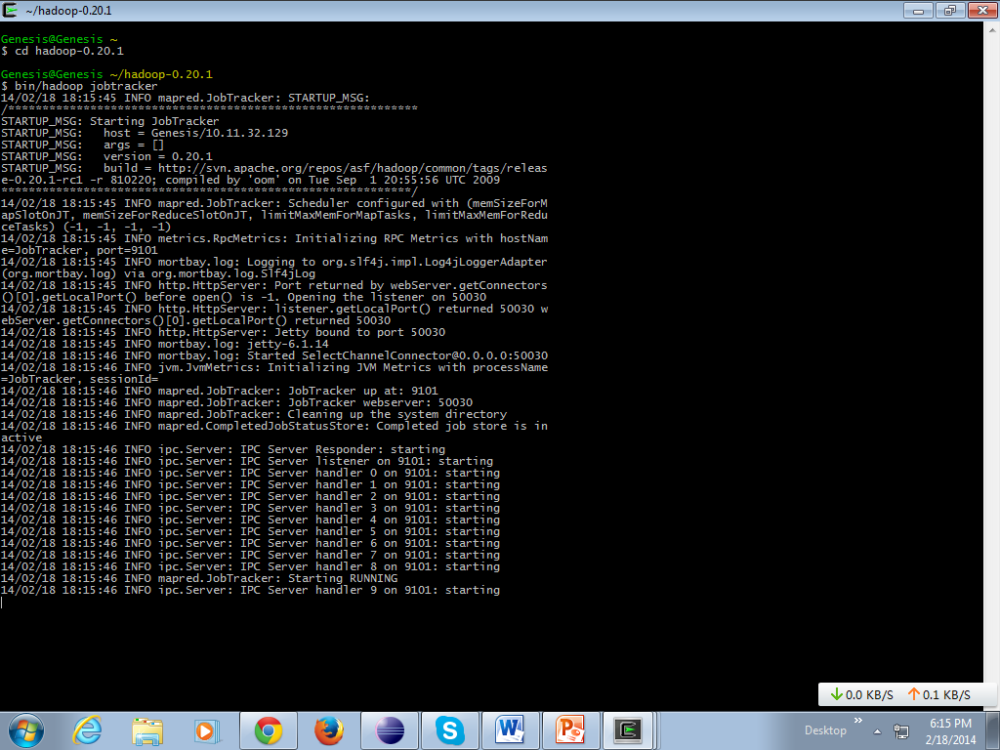 ~/hadoop-0.20.1
Genesis@Genesis ~
$ cd hadoop-0.20.1
Genesis@Genesis ~/hadoop-0.20.1
$ bin/hadoop jobtracker
14/02/18 18:15:45 INFO mapred.JobTracker: STARTUP_MSG:
/************************************************************
STARTUP_MSG: Starting JobTracker
STARTUP_MSG:   host = Genesis/10.11.32.129
STARTUP_MSG:   args = []
STARTUP_MSG:   version = 0.20.1
STARTUP_MSG:   build = http://svn.apache.org/repos/asf/hadoop/common/tags/releas
e-0.20.1-rc1 -r 810220; compiled by 'oom' on Tue Sep  1 20:55:56 UTC 2009
************************************************************/
14/02/18 18:15:45 INFO mapred.JobTracker: Scheduler configured with (memSizeForM
apSlotOnJT, memSizeForReduceSlotOnJT, limitMaxMemForMapTasks, limitMaxMemForRedu
ceTasks) (-1, -1, -1, -1)
14/02/18 18:15:45 INFO metrics.RpcMetrics: Initializing RPC Metrics with hostNam
e=JobTracker, port=9101
14/02/18 18:15:45 INFO mortbay.log: Logging to org.slf4j.impl.Log4jLoggerAdapter
(org.mortbay.log) via org.mortbay.log.Slf4jLog
14/02/18 18:15:45 INFO http.HttpServer: Port returned by webServer.getConnectors
()[0].getLocalPort() before open() is -1. Opening the listener on 50030
14/02/18 18:15:45 INFO http.HttpServer: listener.getLocalPort() returned 50030 w
ebServer.getConnectors()[0].getLocalPort() returned 50030
14/02/18 18:15:45 INFO http.HttpServer: Jetty bound to port 50030
14/02/18 18:15:45 INFO mortbay.log: jetty-6.1.14
14/02/18 18:15:46 INFO mortbay.log: Started SelectChannelConnector@0.0.0.0:50030
14/02/18 18:15:46 INFO jvm.JvmMetrics: Initializing JVM Metrics with processName
=JobTracker, sessionId=
14/02/18 18:15:46 INFO mapred.JobTracker: JobTracker up at: 9101
14/02/18 18:15:46 INFO mapred.JobTracker: JobTracker webserver: 50030
14/02/18 18:15:46 INFO mapred.JobTracker: Cleaning up the system directory
14/02/18 18:15:46 INFO mapred.CompletedJobStatusStore: Completed job store is in
active
14/02/18 18:15:46 INFO ipc.Server: IPC Server Responder: starting
14/02/18 18:15:46 INFO ipc.Server: IPC Server listener on 9101: starting
14/02/18 18:15:46 INFO ipc.Server: IPC Server handler 0 on 9101: starting
14/02/18 18:15:46 INFO ipc.Server: IPC Server handler 1 on 9101: starting
14/02/18 18:15:46 INFO ipc.Server: IPC Server handler 2 on 9101: starting
14/02/18 18:15:46 INFO ipc.Server: IPC Server handler 3 on 9101: starting
14/02/18 18:15:46 INFO ipc.Server: IPC Server handler 4 on 9101: starting
14/02/18 18:15:46 INFO ipc.Server: IPC Server handler 5 on 9101: starting
14/02/18 18:15:46 INFO ipc.Server: IPC Server handler 6 on 9101: starting
14/02/18 18:15:46 INFO ipc.Server: IPC Server handler 7 on 9101: starting
14/02/18 18:15:46 INFO ipc.Server: IPC Server handler 8 on 9101: starting
14/02/18 18:15:46 INFO mapred.JobTracker: Starting RUNNING
14/02/18 18:15:46 INFO ipc.Server: IPC Server handler 9 on 9101: starting
0.0 KB/S 0.1 KB/S
Desktop
6:15 PM
2/18/2014